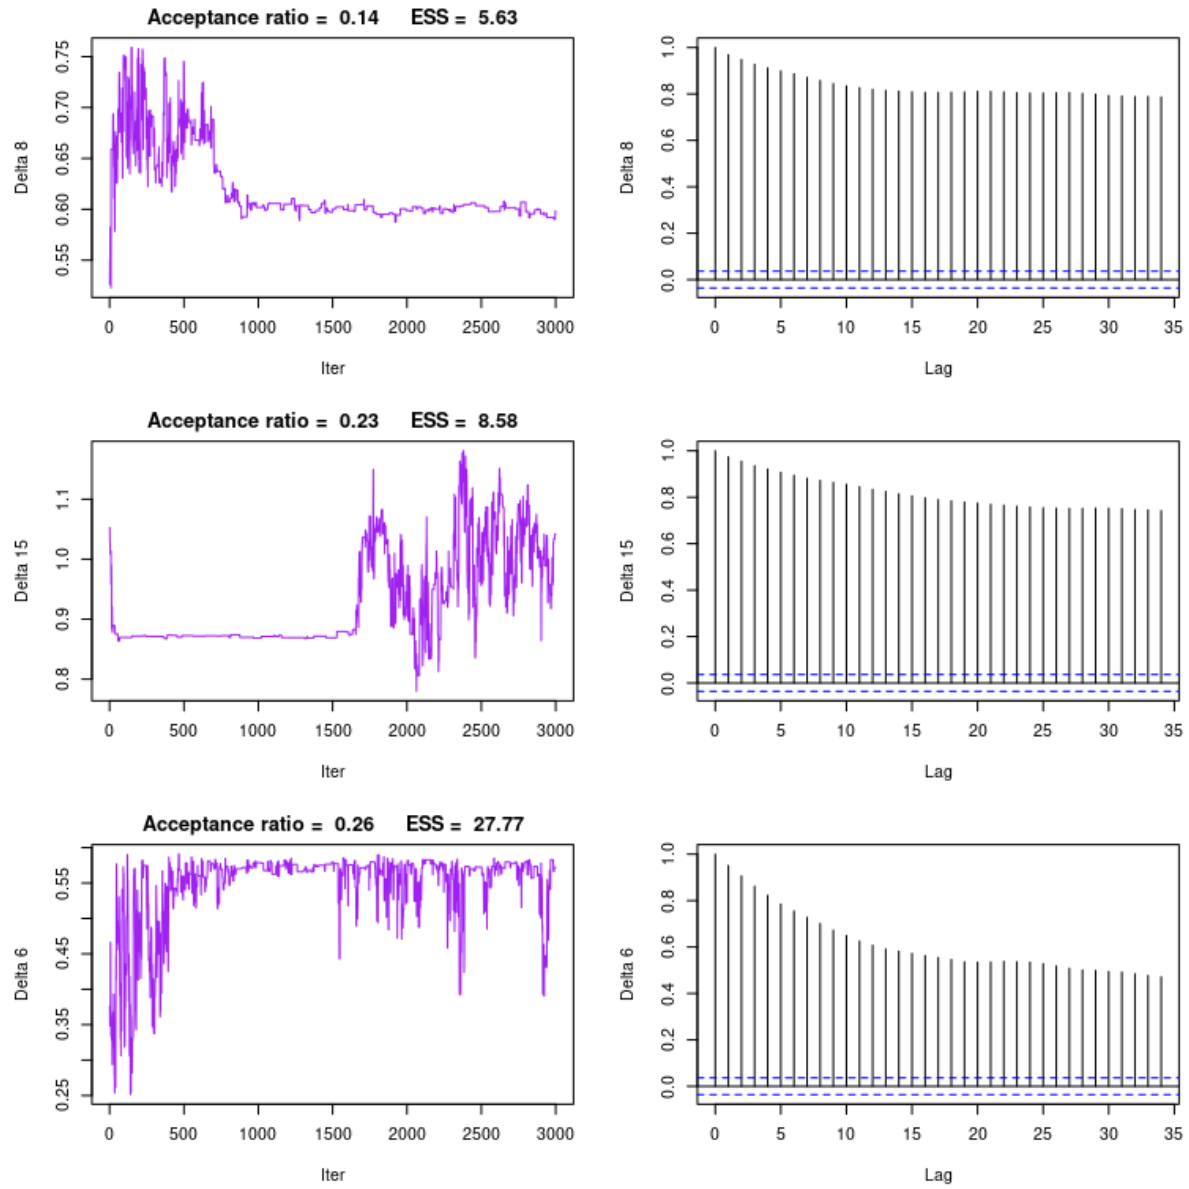 Acceptance ratio = 0.14 ESS = 5.63
Delta 8
0.55 0.60 0.65 0.70 0.75
0 500 1000 1500 2000 2500 3000
Iter
Delta 8
0.0 0.2 0.4 0.6 0.8 1.0
0 5 10 15 20 25 30 35
Lag
Acceptance ratio = 0.23 ESS = 8.58
Delta 15
0.8 0.9 1.0 1.1
0 500 1000 1500 2000 2500 3000
Iter
Delta 15
0.0 0.2 0.4 0.6 0.8 1.0
0 5 10 15 20 25 30 35
Lag
Acceptance ratio = 0.26 ESS = 27.77
Delta 6
0.25 0.35 0.45 0.55
0 500 1000 1500 2000 2500 3000
Iter
Delta 6
0.0 0.2 0.4 0.6 0.8 1.0
0 5 10 15 20 25 30 35
Lag